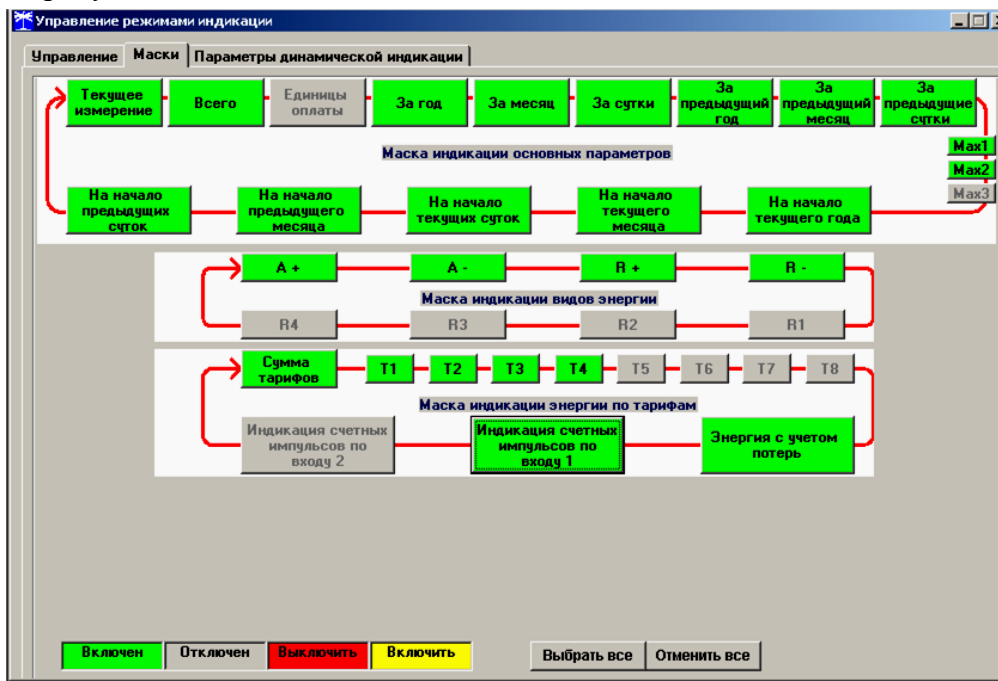 Управление режимами индикации
Управление Маски Параметры динамической индикации
Текущее измерение
Всего
Единицы оплаты
За год
За месяц
За сутки
За предыдущий год
За предыдущий месяц
За предыдущие сутки
Маска индикации основных параметров
Max1
Max2
Max3
На начало предыдущих суток
На начало предыдущего месяца
На начало текущих суток
На начало текущего месяца
На начало текущего года
A + A - R + R -
Маска индикации видов энергии
R4 R3 R2 R1
Сумма тарифов
T1 T2 T3 T4 T5 T6 T7 T8
Маска индикации энергии по тарифам
Индикация счетных импульсов по входу 2
Индикация счетных импульсов по входу 1
Энергия с учетом потерь
Включен Отключен Выключить Включить Выбрать все Отменить все